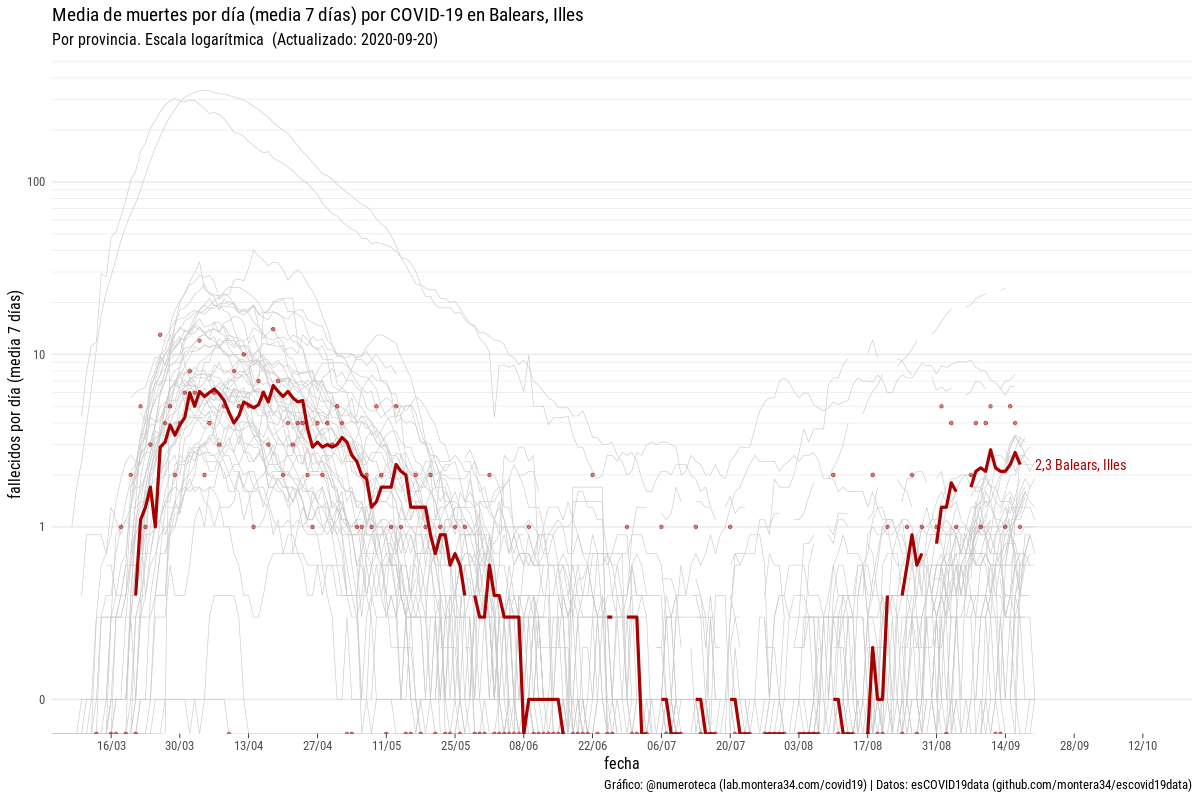 Media de muertes por día (media 7 días) por COVID-19 en Balears, Illes
Por provincia. Escala logarítmica  (Actualizado: 2020-09-20)
fallecidos por día (media 7 días)
100
10
1
0
2,3 Balears, Illes
16/03 30/03 13/04 27/04 11/05 25/05 08/06 22/06 06/07 20/07 03/08 17/08 31/08 14/09 28/09 12/10
fecha
Gráfico: @numeroteca (lab.montera34.com/covid19) | Datos: esCOVID19data (github.com/montera34/escovid19data)